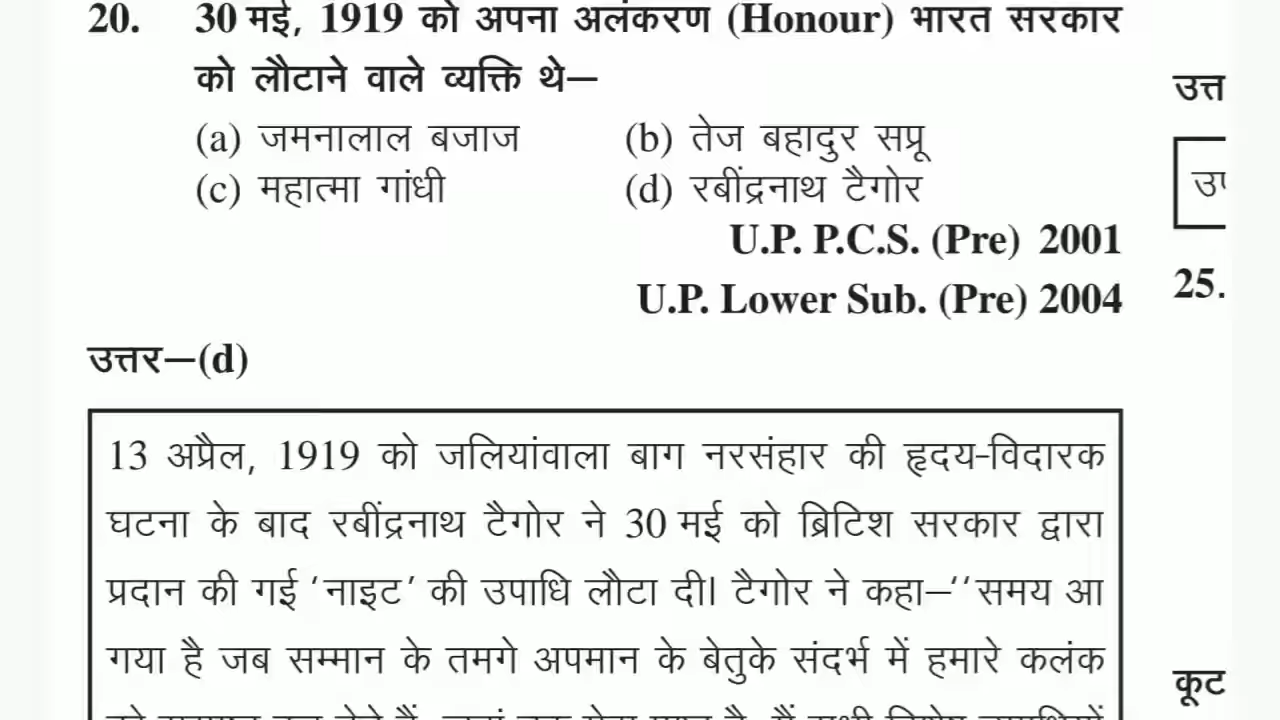 20. 30 मई, 1919 को अपना अलंकरण (Honour) भारत सरकार
को लौटाने वाले व्यक्ति थे—
(a) जमनालाल बजाज (b) तेज बहादुर सप्रू
(c) महात्मा गांधी (d) रबींद्रनाथ टैगोर
U.P. P.C.S. (Pre) 2001
U.P. Lower Sub. (Pre) 2004
उत्तर—(d)
13 अप्रैल, 1919 को जलियांवाला बाग नरसंहार की हृदय-विदारक
घटना के बाद रबींद्रनाथ टैगोर ने 30 मई को ब्रिटिश सरकार द्वारा
प्रदान की गई 'नाइट' की उपाधि लौटा दी। टैगोर ने कहा—''समय आ
गया है जब सम्मान के तमगे अपमान के बेतुके संदर्भ में हमारे कलंक
उत्त
25.
कूट